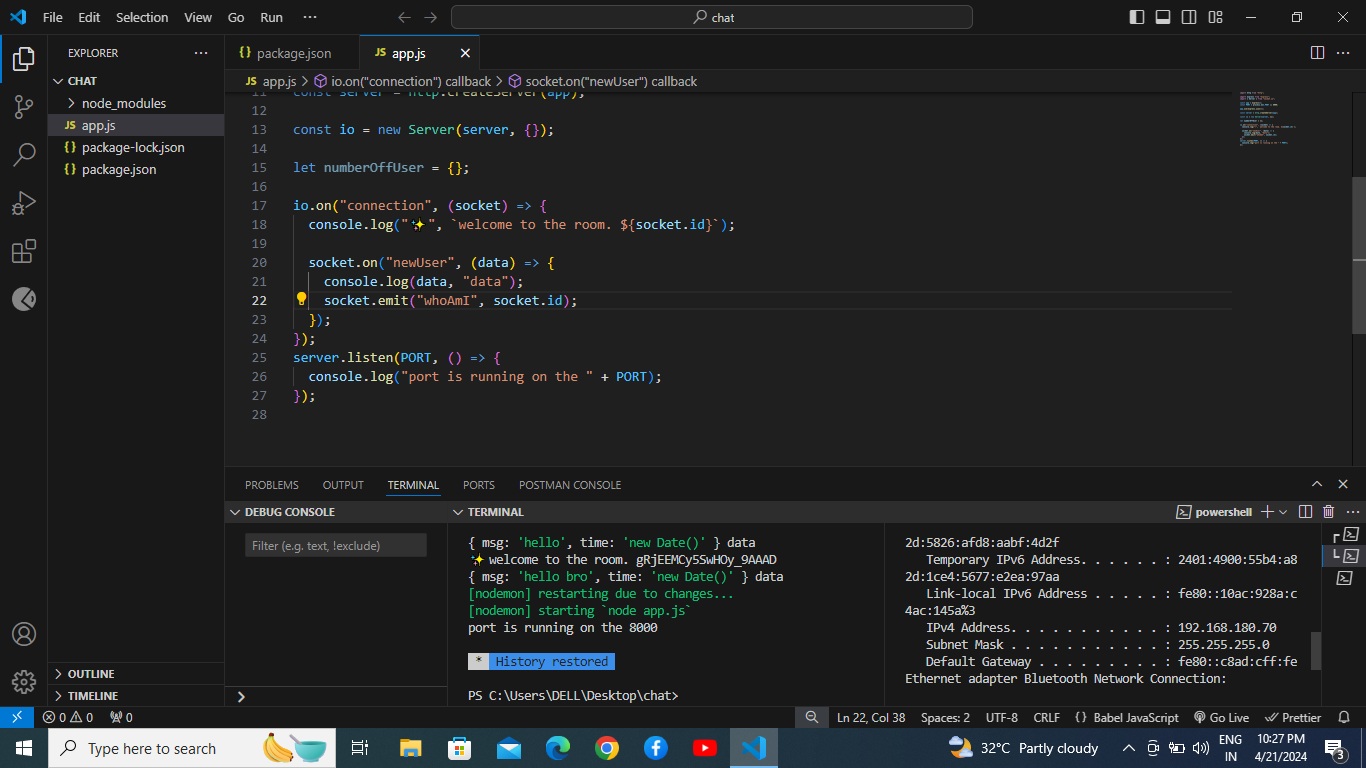 File Edit Selection View Go Run ···
chat
EXPLORER
CHAT
node_modules
JS app.js
{} package-lock.json
{} package.json
OUTLINE
TIMELINE
{} package.json
JS app.js
JS app.js > io.on("connection") callback > socket.on("newUser") callback
11 const server = http.createServer(app);
12
13 const io = new Server(server, {});
14
15 let numberOffUser = {};
16
17 io.on("connection", (socket) => {
18 console.log("✨", `welcome to the room. ${socket.id}`);
19
20 socket.on("newUser", (data) => {
21 console.log(data, "data");
22 socket.emit("whoAmI", socket.id);
23 });
24 });
25 server.listen(PORT, () => {
26 console.log("port is running on the " + PORT);
27 });
28
PROBLEMS OUTPUT TERMINAL PORTS POSTMAN CONSOLE
DEBUG CONSOLE
Filter (e.g. text, !exclude)
TERMINAL
powershell
{ msg: 'hello', time: 'new Date()' } data
✨ welcome to the room. gRjEEMCy5SwHOy_9AAAD
{ msg: 'hello bro', time: 'new Date()' } data
[nodemon] restarting due to changes...
[nodemon] starting `node app.js`
port is running on the 8000
* History restored
PS C:\Users\DELL\Desktop\chat>
2d:5826:afd8:aabf:4d2f
Temporary IPv6 Address. . . . . . : 2401:4900:55b4:a8
2d:1ce4:5677:e2ea:97aa
Link-local IPv6 Address . . . . . : fe80::10ac:928a:c
4ac:145a%3
IPv4 Address. . . . . . . . . . . : 192.168.180.70
Subnet Mask . . . . . . . . . . . : 255.255.255.0
Default Gateway . . . . . . . . . : fe80::c8ad:cff:fe
Ethernet adapter Bluetooth Network Connection:
0 0 0
Ln 22, Col 38 Spaces: 2 UTF-8 CRLF {} Babel JavaScript Go Live Prettier
Type here to search
32°C Partly cloudy
ENG
IN
10:27 PM
4/21/2024
3